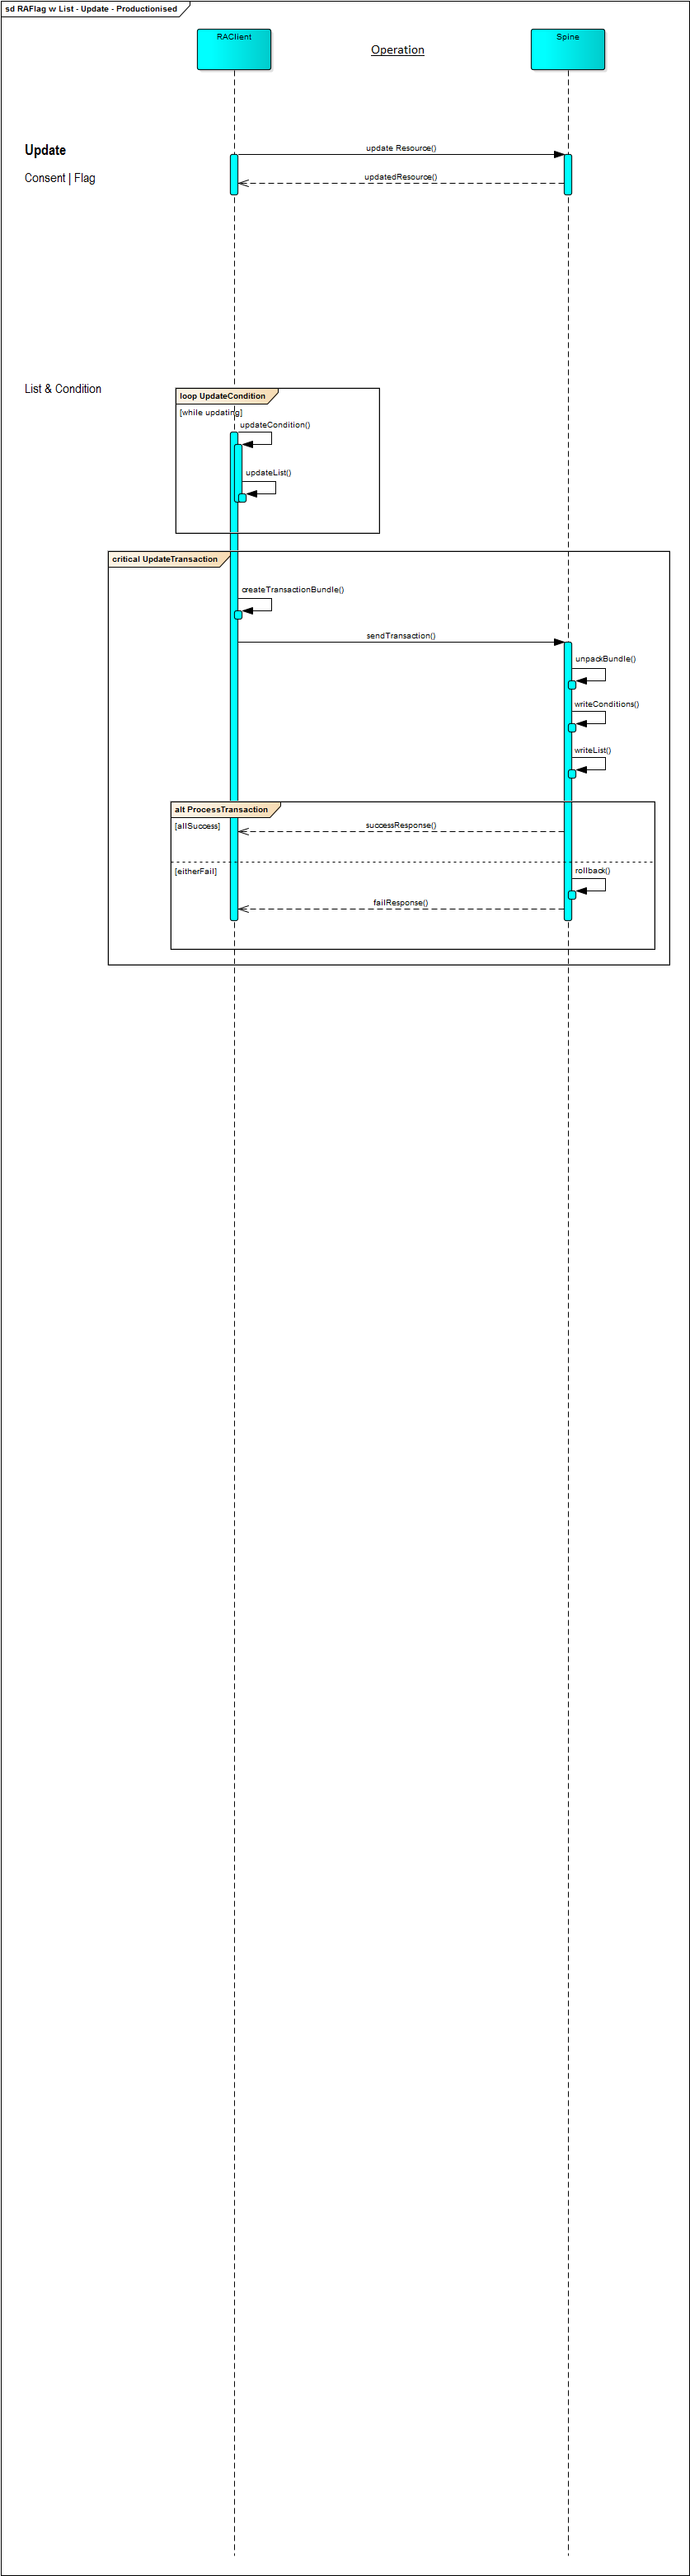 sd RAFlag w List - Update - Productionised
RAClient
Operation
Spine
Update
update Resource()
Consent | Flag
updatedResource()
List & Condition
loop UpdateCondition
[while updating]
updateCondition()
updateList()
critical UpdateTransaction
createTransactionBundle()
sendTransaction()
unpackBundle()
writeConditions()
writeList()
alt ProcessTransaction
[allSuccess]
successResponse()
[eitherFail]
rollback()
failResponse()